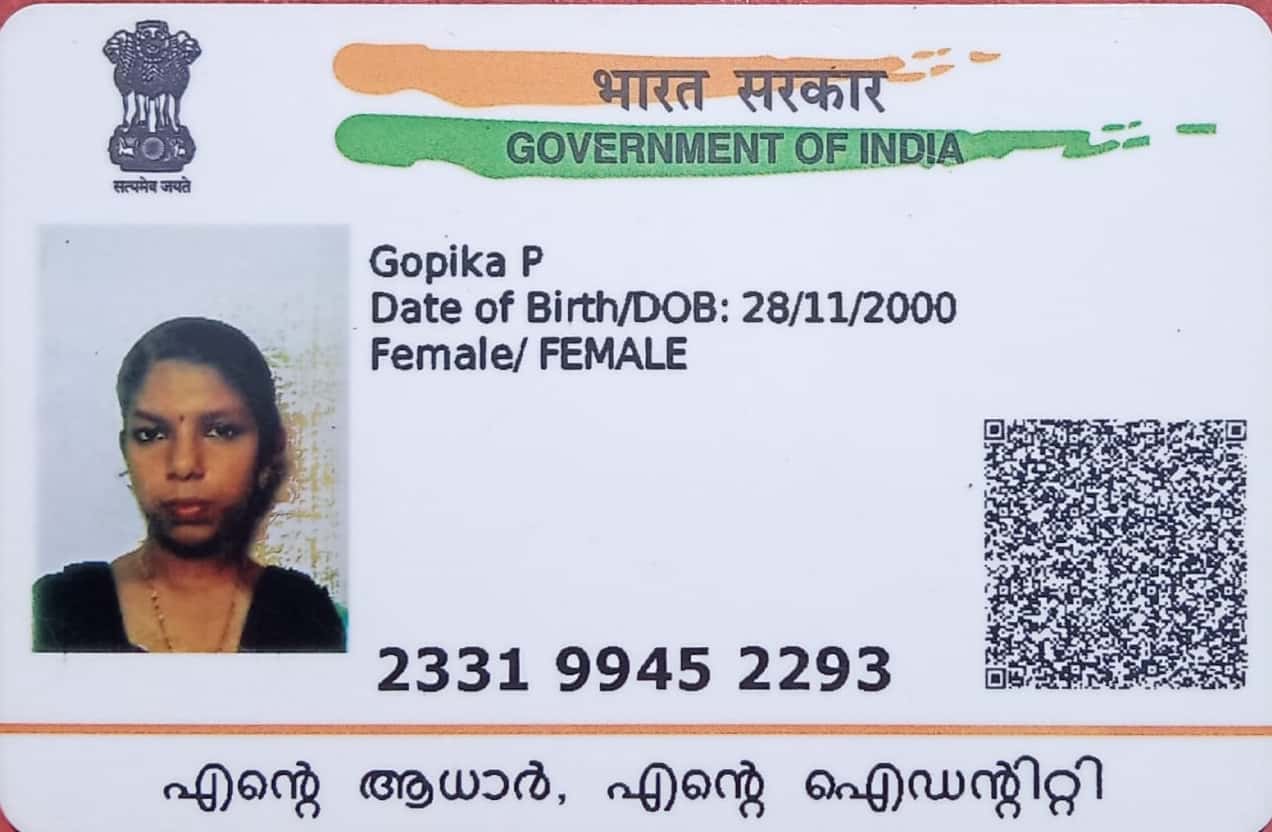 सत्यमेव जयते
भारत सरकार
GOVERNMENT OF INDIA
Gopika P
Date of Birth/DOB: 28/11/2000
Female/ FEMALE
2331 9945 2293
എന്റെ ആധാർ, എന്റെ ഐഡന്റിറ്റി